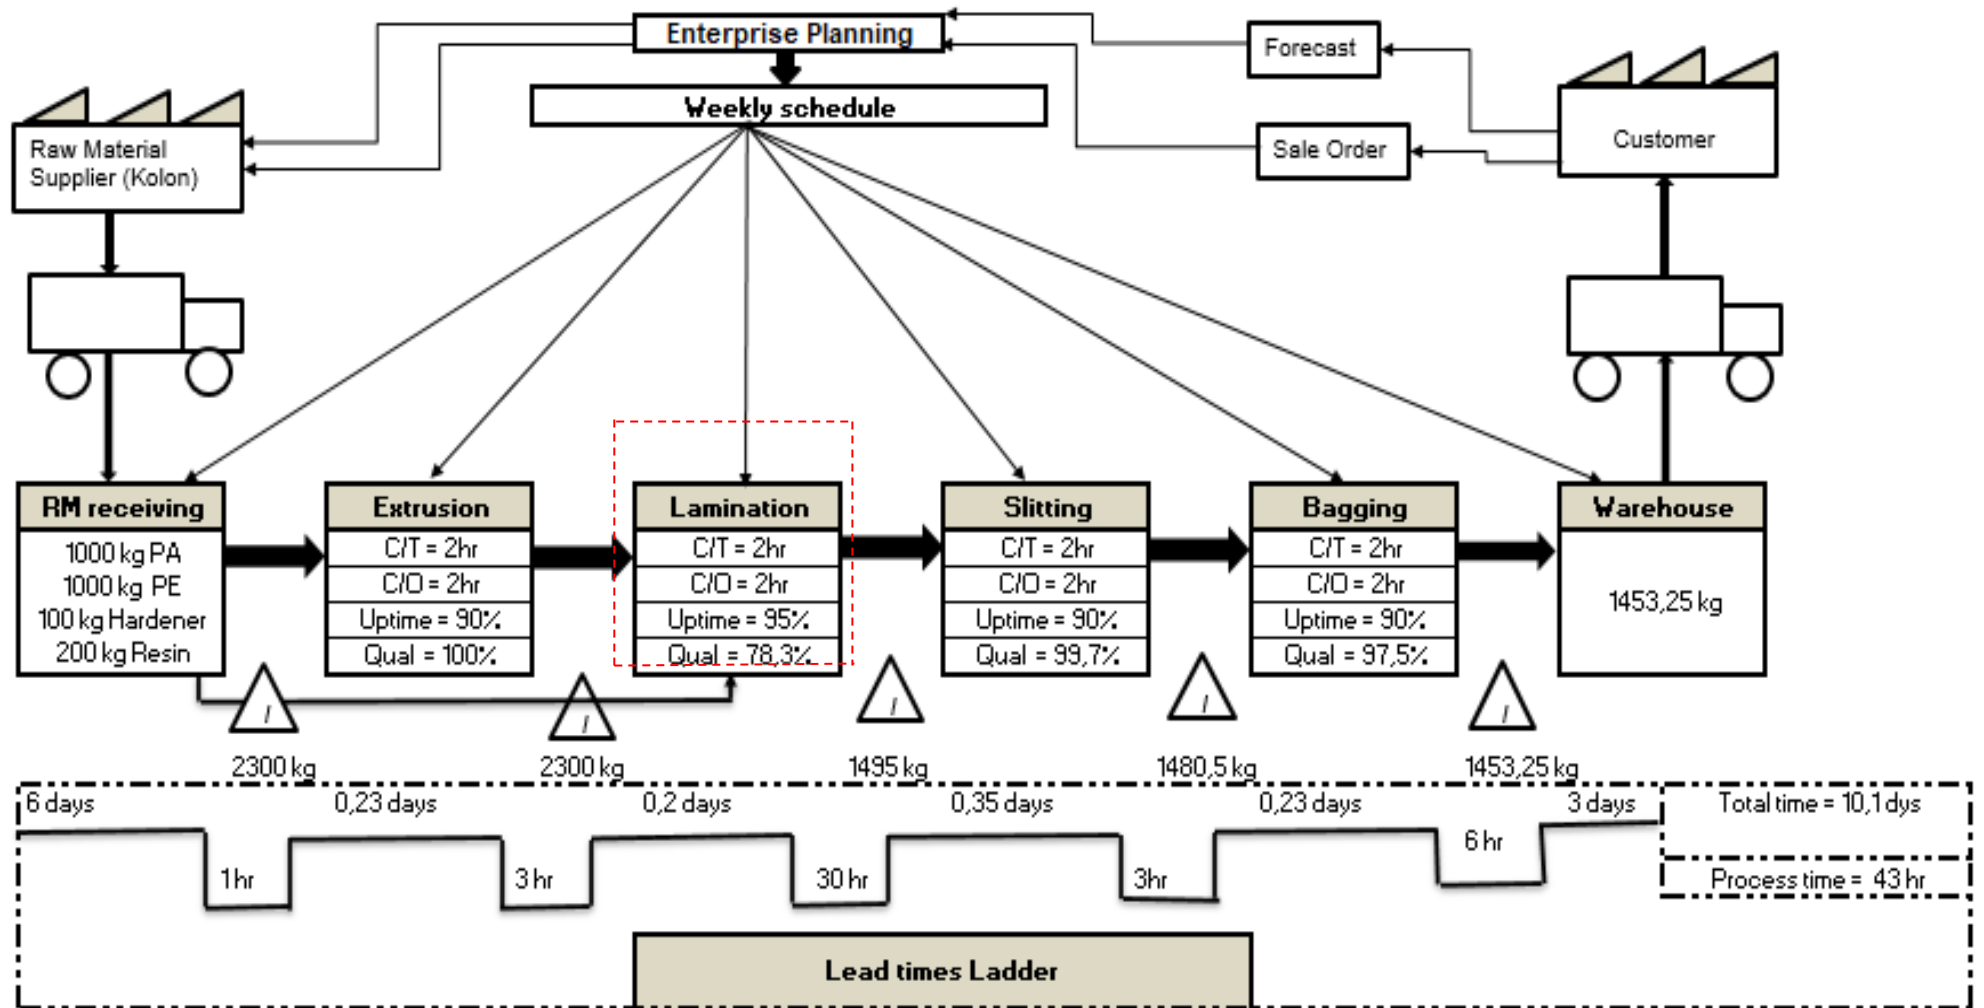 Enterprise Planning
Forecast
Weekly schedule
Raw Material
Supplier (Kolon)
Sale Order
Customer
RM receiving
1000 kg PA
1000 kg PE
100 kg Hardener
200 kg Resin
Extrusion
C/T = 2hr
C/O = 2hr
Uptime = 90%
Qual = 100%
Lamination
C/T = 2hr
C/O = 2hr
Uptime = 95%
Qual = 78,3%
Slitting
C/T = 2hr
C/O = 2hr
Uptime = 90%
Qual = 99,7%
Bagging
C/T = 2hr
C/O = 2hr
Uptime = 90%
Qual = 97,5%
Warehouse
1453,25 kg
I
I
I
I
I
2300 kg
2300 kg
1495 kg
1480,5 kg
1453,25 kg
6 days
0,23 days
0,2 days
0,35 days
0,23 days
3 days
Total time = 10,1 dys
1 hr
3 hr
30 hr
3hr
6 hr
Process time = 43 hr
Lead times Ladder